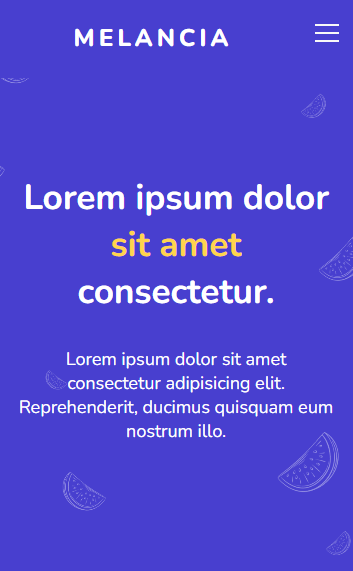 MELANCIA
Lorem ipsum dolor
sit amet
consectetur.
Lorem ipsum dolor sit amet
consectetur adipisicing elit.
Reprehenderit, ducimus quisquam eum
nostrum illo.